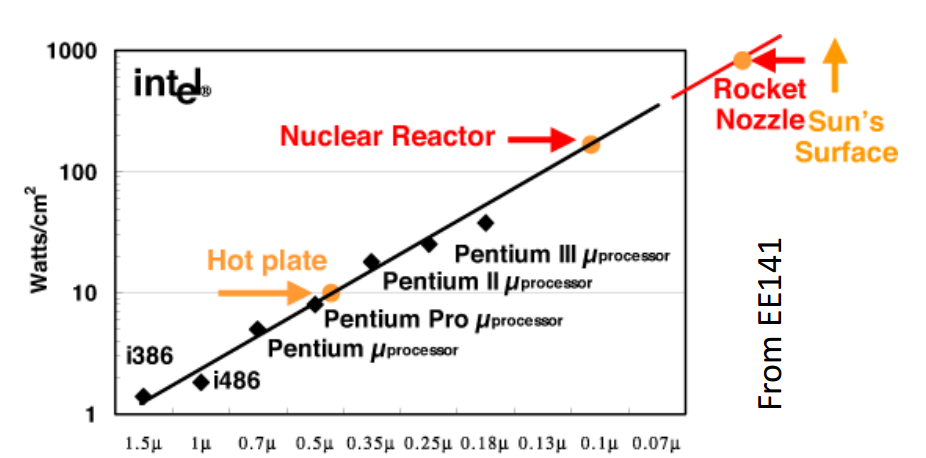 1000
intel®
Rocket
Nozzle
Sun's
Surface
Nuclear Reactor
100
Watts/cm²
Pentium III μprocessor
Hot plate
Pentium II μprocessor
10
Pentium Pro μprocessor
Pentium μprocessor
i386
i486
1
1.5μ 1μ 0.7μ 0.5μ 0.35μ 0.25μ 0.18μ 0.13μ 0.1μ 0.07μ
From EE141